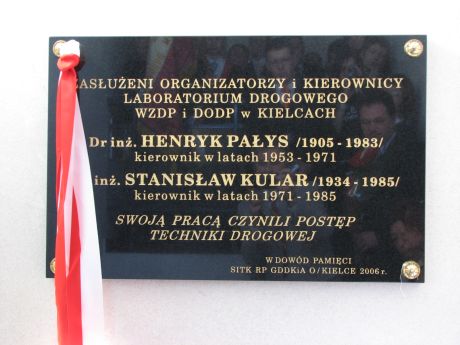 ZASŁUŻENI ORGANIZATORZY i KIEROWNICY
LABORATORIUM DROGOWEGO
WZDP i DODP w KIELCACH
Dr inż. HENRYK PAŁYS /1905 - 1983/
kierownik w latach 1953 - 1971
inż. STANISŁAW KULAR /1934 - 1985/
kierownik w latach 1971 - 1985
SWOJĄ PRACĄ CZYNILI POSTĘP
TECHNIKI DROGOWEJ
W DOWÓD PAMIĘCI
SITK RP GDDKiA O/KIELCE 2006 r.